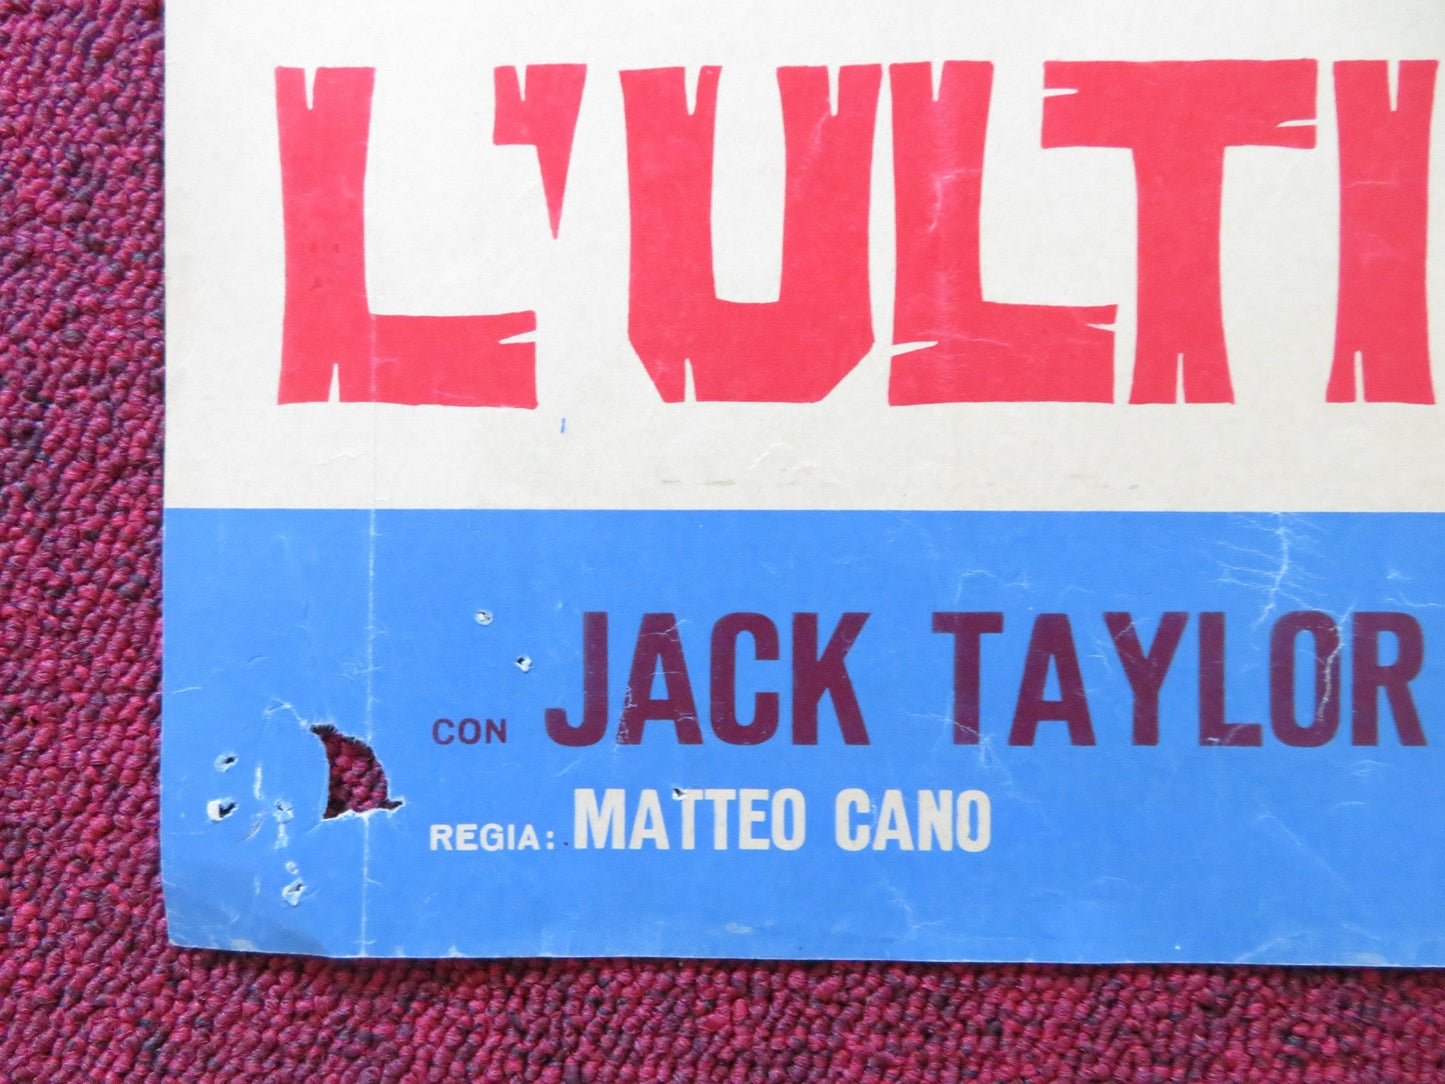 L'ULTI
CON JACK TAYLOR
REGIA: MATTEO CANO